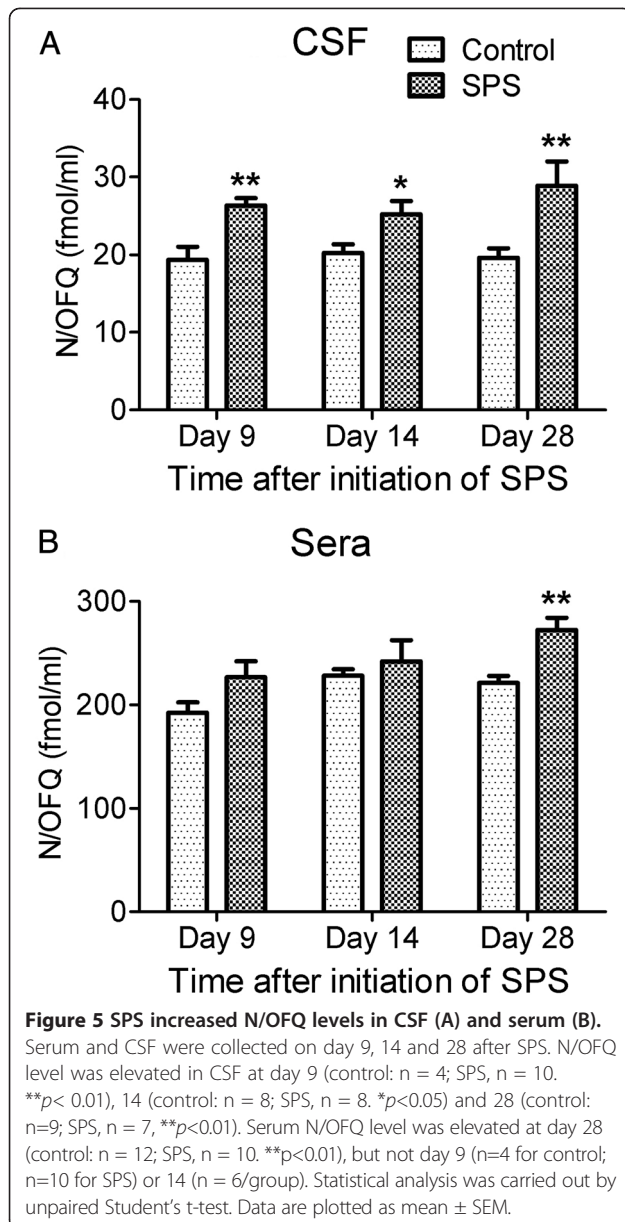 A
CSF
Control
SPS
N/OFQ (fmol/ml)
40
30
20
10
0
**
*
**
Day 9 Day 14 Day 28
Time after initiation of SPS
B
Sera
N/OFQ (fmol/ml)
300
200
100
0
**
Day 9 Day 14 Day 28
Time after initiation of SPS
Figure 5 SPS increased N/OFQ levels in CSF (A) and serum (B).
Serum and CSF were collected on day 9, 14 and 28 after SPS. N/OFQ
level was elevated in CSF at day 9 (control: n = 4; SPS, n = 10.
**p< 0.01), 14 (control: n = 8; SPS, n = 8. *p<0.05) and 28 (control:
n=9; SPS, n = 7, **p<0.01). Serum N/OFQ level was elevated at day 28
(control: n = 12; SPS, n = 10. **p<0.01), but not day 9 (n=4 for control;
n=10 for SPS) or 14 (n = 6/group). Statistical analysis was carried out by
unpaired Student's t-test. Data are plotted as mean ± SEM.